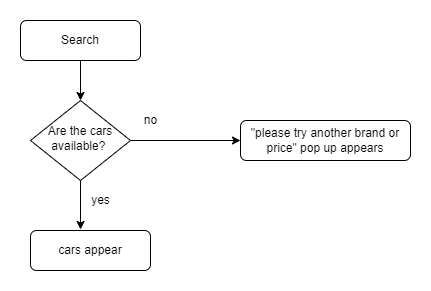 Search
no
Are the cars
available?
"please try another brand or
price" pop up appears
yes
cars appear